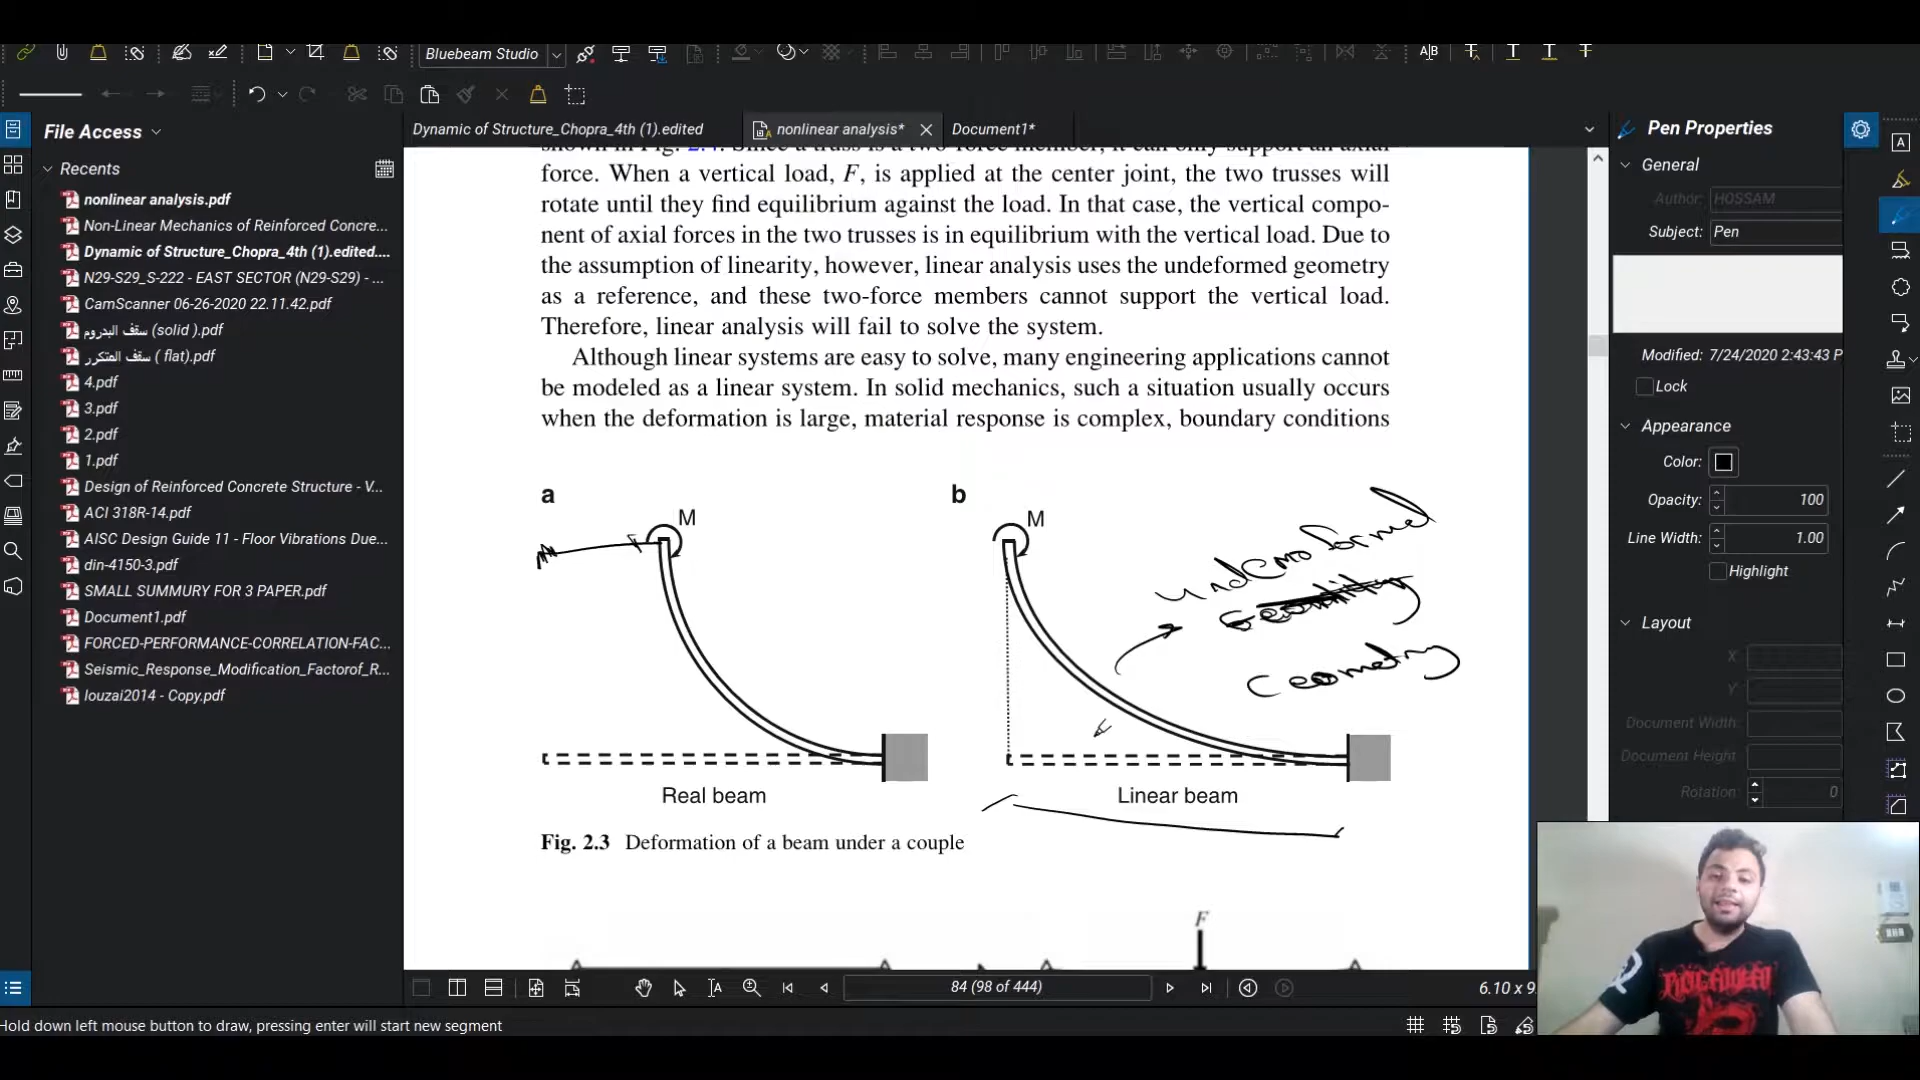 Bluebeam Studio
File Access
Recents
nonlinear analysis.pdf
Non-Linear Mechanics of Reinforced Concre...
Dynamic of Structure_Chopra_4th (1).edited....
N29-S29_S-222 - EAST SECTOR (N29-S29) - ...
CamScanner 06-26-2020 22.11.42.pdf
سقف البدروم (solid ).pdf
سقف المتكرر ( flat).pdf
4.pdf
3.pdf
2.pdf
1.pdf
Design of Reinforced Concrete Structure - V...
ACI 318R-14.pdf
AISC Design Guide 11 - Floor Vibrations Due...
din-4150-3.pdf
SMALL SUMMURY FOR 3 PAPER.pdf
Document1.pdf
FORCED-PERFORMANCE-CORRELATION-FAC...
Seismic_Response_Modification_Factorof_R...
louzai2014 - Copy.pdf
Dynamic of Structure_Chopra_4th (1).edited
nonlinear analysis*
Document1*
force. When a vertical load, F, is applied at the center joint, the two trusses will
rotate until they find equilibrium against the load. In that case, the vertical compo-
nent of axial forces in the two trusses is in equilibrium with the vertical load. Due to
the assumption of linearity, however, linear analysis uses the undeformed geometry
as a reference, and these two-force members cannot support the vertical load.
Therefore, linear analysis will fail to solve the system.
Although linear systems are easy to solve, many engineering applications cannot
be modeled as a linear system. In solid mechanics, such a situation usually occurs
when the deformation is large, material response is complex, boundary conditions
a
M
Real beam
b
M
Geometry
Linear beam
Fig. 2.3 Deformation of a beam under a couple
F
84 (98 of 444)
6.10 x 9.
Hold down left mouse button to draw, pressing enter will start new segment
Pen Properties
General
Author: HOSSAM
Subject: Pen
Modified: 7/24/2020 2:43:43 P
Lock
Appearance
Color:
Opacity: 100
Line Width: 1.00
Highlight
Layout
X
Y
Document Width:
Document Height
Rotation: 0